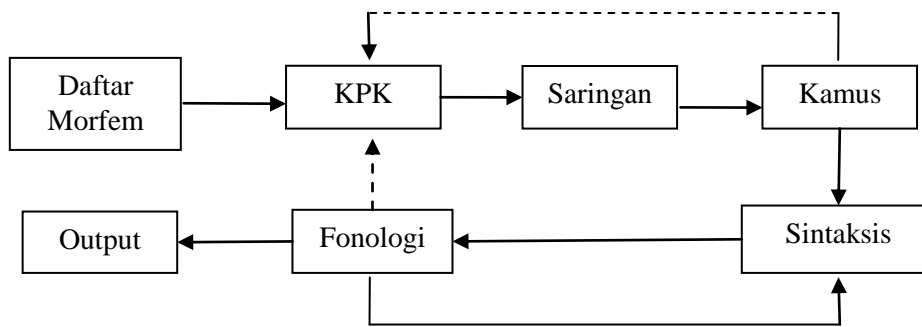 Daftar
Morfem
KPK
Saringan
Kamus
Output
Fonologi
Sintaksis